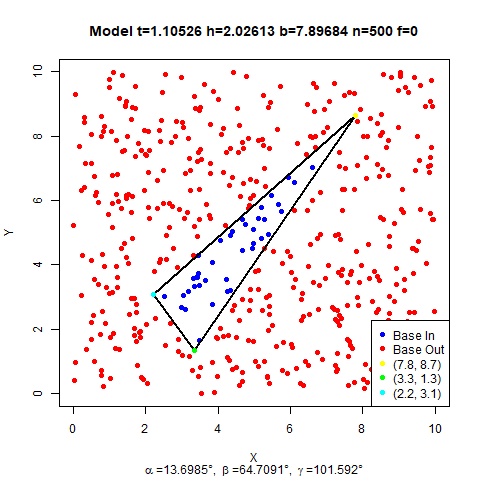 Model t=1.10526 h=2.02613 b=7.89684 n=500 f=0
10
8
6
4
2
0
Y
Base In
Base Out
(7.8, 8.7)
(3.3, 1.3)
(2.2, 3.1)
0 2 4 6 8 10
X
α=13.6985°, β=64.7091°, γ=101.592°